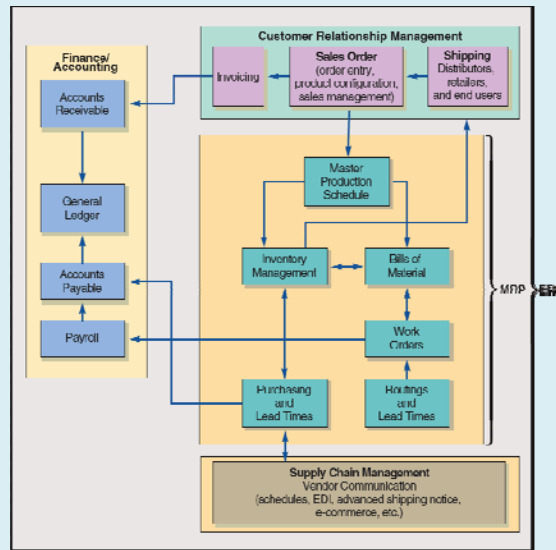 Customer Relationship Management
Finance/
Accounting
Invoicing
Sales Order
(order entry,
product configuration,
sales management)
Shipping
Distributors,
retailers,
and end users
Accounts
Receivable
Master
Production
Schedule
General
Ledger
Inventory
Management
Bills of
Material
MRP
Accounts
Payable
Payroll
Work
Orders
Purchasing
and
Lead Times
Routings
and
Lead Times
Supply Chain Management
Vendor Communication
(schedules, EDI, advanced shipping notice,
e-commerce, etc.)